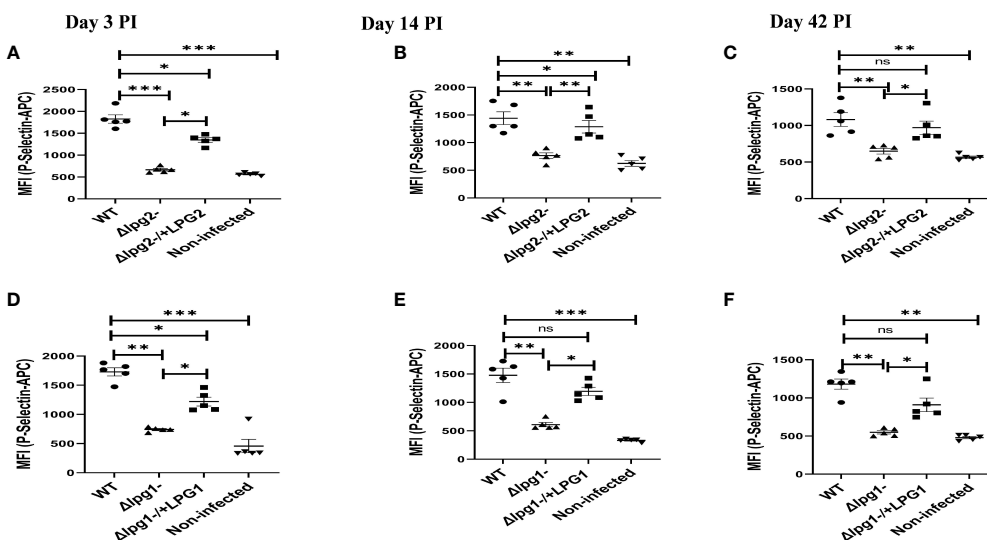 Day 3 PI
Day 14 PI
Day 42 PI
A
***
*
***
*
2500
2000
1500
1000
500
0
MFI (P-Selectin-APC)
WT
Δlpg2-
Δlpg2-/+LPG2
Non-infected
B
**
*
**
**
2000
1500
1000
500
0
MFI (P-Selectin-APC)
WT
Δlpg2-
Δlpg2-/+LPG2
Non-infected
C
**
ns
**
*
1500
1000
500
0
MFI (P-Selectin-APC)
WT
Δlpg2-
Δlpg2-/+LPG2
Non-infected
D
***
*
**
*
2000
1500
1000
500
0
MFI (P-Selectin-APC)
WT
Δlpg1-
Δlpg1-/+LPG1
Non-infected
E
***
ns
**
*
2000
1500
1000
500
0
MFI (P-Selectin-APC)
WT
Δlpg1-
Δlpg1-/+LPG1
Non-infected
F
**
ns
**
*
1500
1000
500
0
MFI (P-Selectin-APC)
WT
Δlpg1-
Δlpg1-/+LPG1
Non-infected